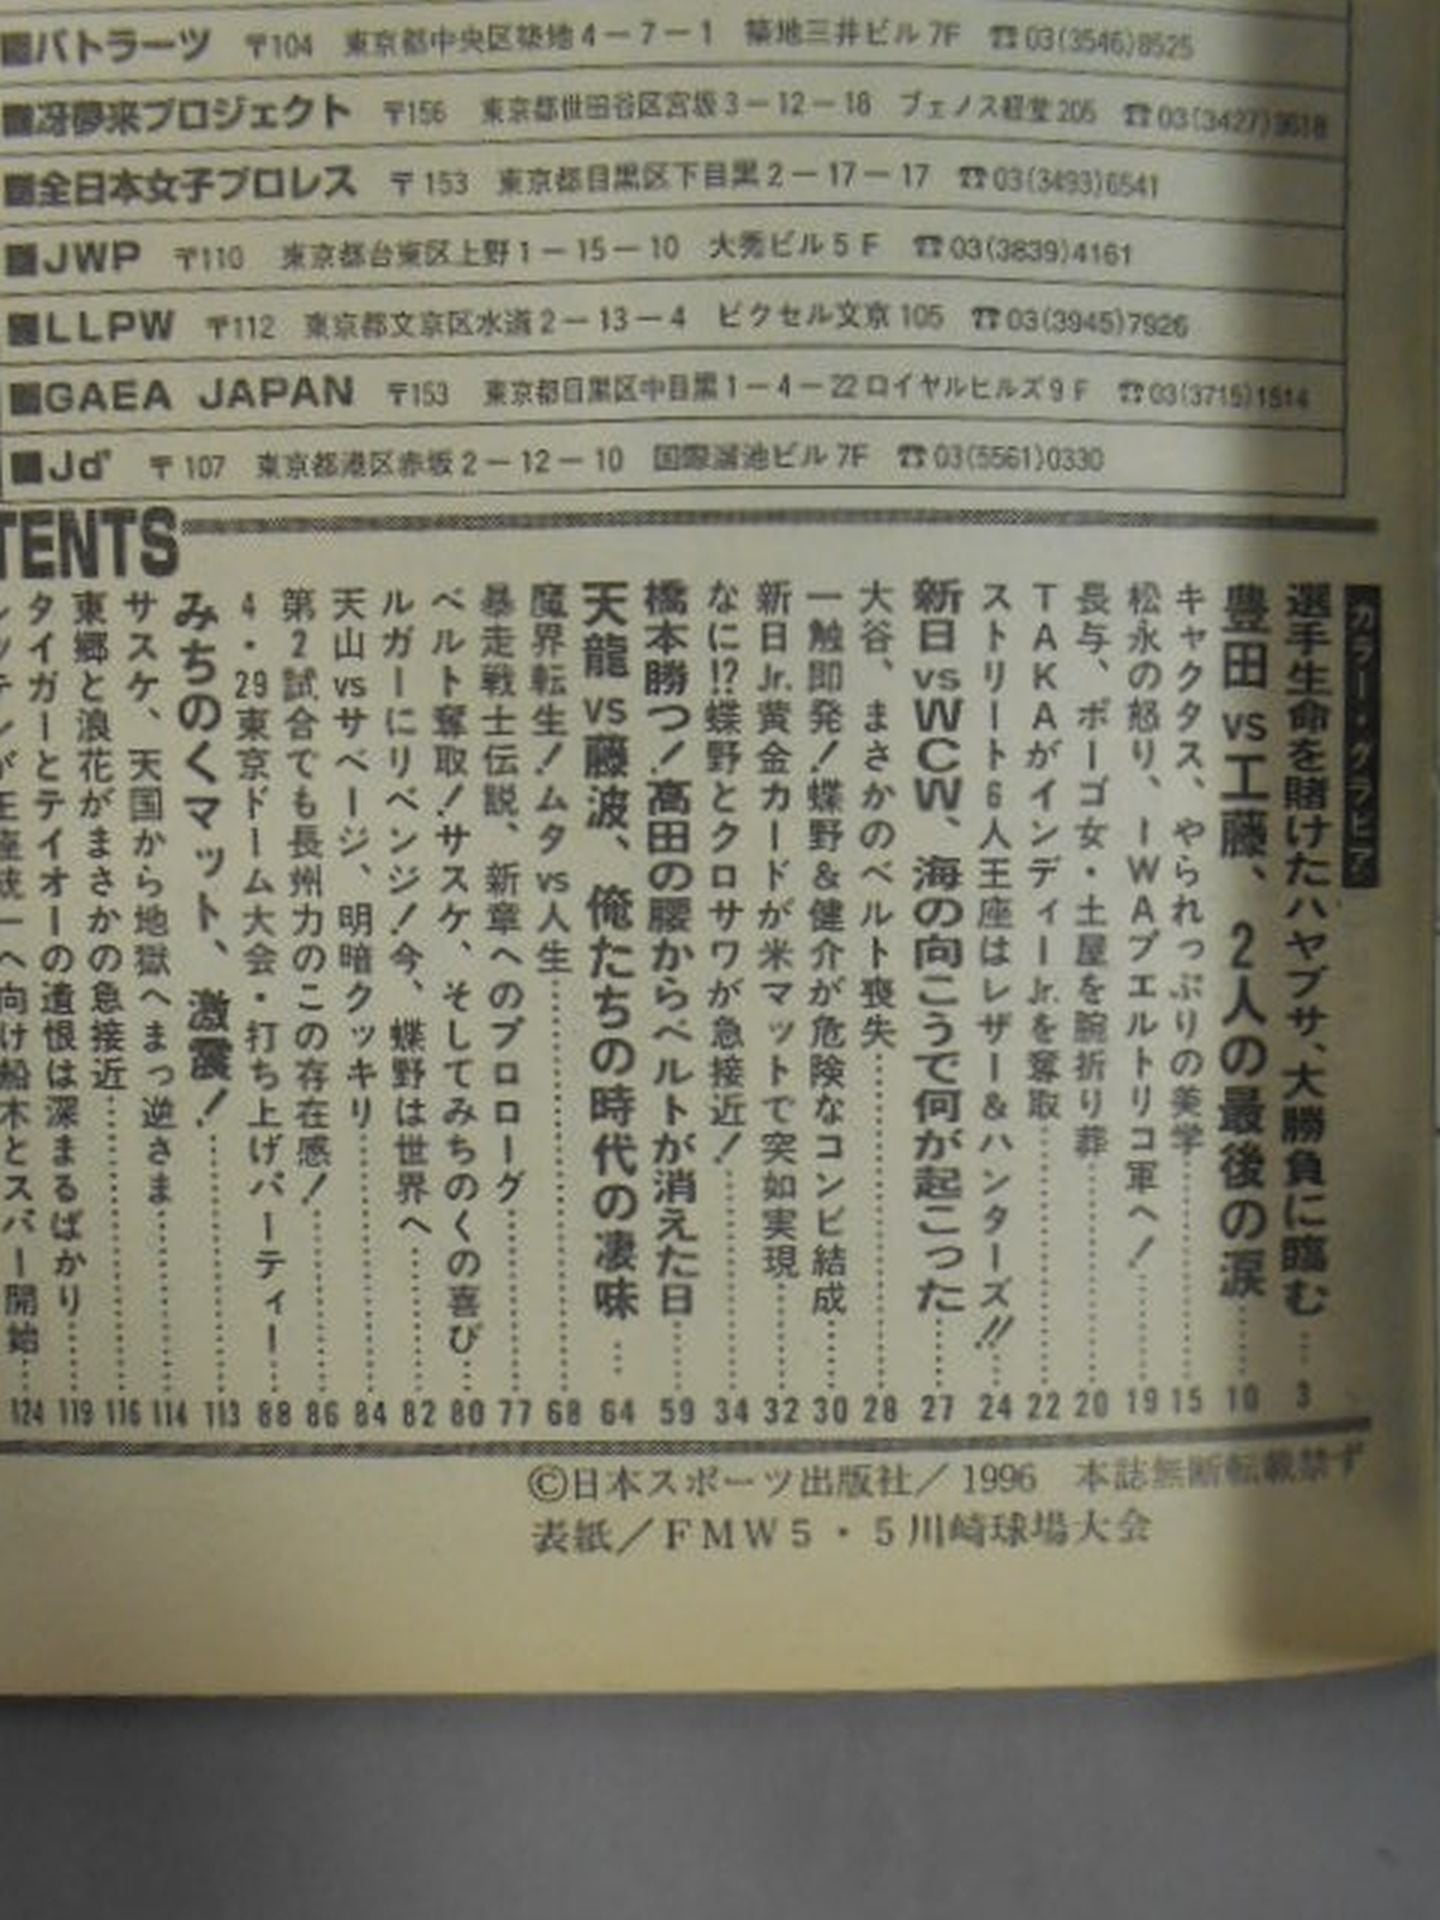 ■バトラーツ 〒104 東京都中央区築地4－7－1 築地三井ビル7F ☎03(3546)8525
■冴夢来プロジェクト 〒156 東京都世田谷区宮坂3－12－18 ブェノス経堂205 ☎03(3427)
■全日本女子プロレス 〒153 東京都目黒区下目黒2－17－17 ☎03(3493)6541
■JWP 〒110 東京都台東区上野1－15－10 大秀ビル5F ☎03(3839)4161
■LLPW 〒112 東京都文京区水道2－13－4 ピクセル文京105 ☎03(3945)7926
■GAEA JAPAN 〒153 東京都目黒区中目黒1－4－22ロイヤルヒルズ9F ☎03(3715)1514
■Jd' 〒107 東京都港区赤坂2－12－10 国際溜池ビル7F ☎03(5561)0330
TENTS
カラー・グラビア
選手生命を賭けたハヤブサ、大勝負に臨む……3
豊田vs工藤、2人の最後の涙……10
キャクタス、やられっぷりの美学……15
松永の怒り、IWAプエルトリコ軍へ！……19
長与、ポーゴ女・土屋を腕折り葬……20
TAKAがインディーJr.を奪取……22
ストリート6人王座はレザー＆ハンターズ!!……24
新日vsWCW、海の向こうで何が起こった……27
大谷、まさかのベルト喪失……28
一触即発！蝶野＆健介が危険なコンビ結成……30
新日Jr.黄金カードが米マットで突如実現……32
なに!?蝶野とクロサワが急接近！……34
橋本勝つ！高田の腰からベルトが消えた日……59
天龍vs藤波、俺たちの時代の凄味……64
魔界転生！ムタvs人生……68
暴走戦士伝説、新章へのプロローグ……77
ベルト奪取！サスケ、そしてみちのくの喜び……80
ルガーにリベンジ！今、蝶野は世界へ……82
天山vsサベージ、明暗クッキリ……84
第2試合でも長州力のこの存在感！……86
4・29東京ドーム大会・打ち上げパーティー……88
みちのくマット、激震！……113
サスケ、天国から地獄へまっ逆さま……114
東郷と浪花がまさかの急接近……116
タイガーとテイオーの遺恨は深まるばかり……119
王座統一へ向け船木とスパー開始……124
©日本スポーツ出版社／1996 本誌無断転載禁ず
表紙／FMW5・5川崎球場大会